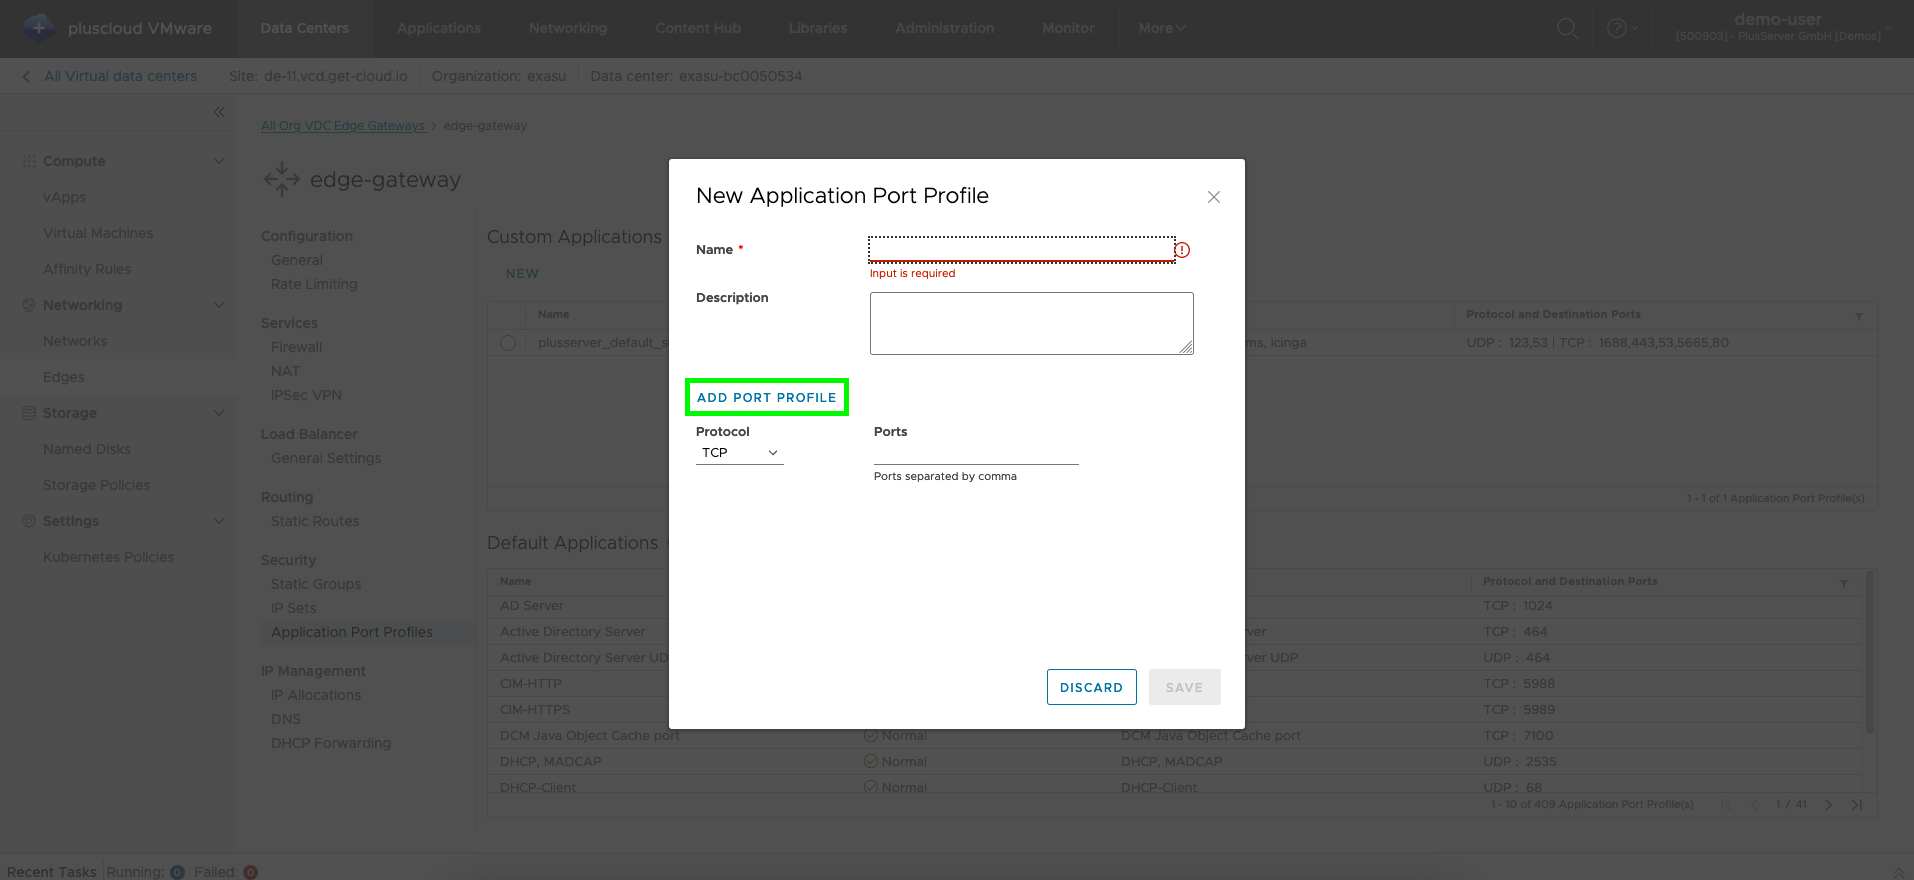 pluscloud VMware
Data Centers
Applications
Networking
Content Hub
Libraries
Administration
Monitor
More
demo-user
[500903] - PlusServer GmbH [Demos]
All Virtual data centers
Site: de-11.vcd.get-cloud.io
Organization: exasu
Data center: exasu-bc0050534
Compute
vApps
Virtual Machines
Affinity Rules
Networking
Networks
Edges
Storage
Named Disks
Storage Policies
Settings
Kubernetes Policies
All Org VDC Edge Gateways > edge-gateway
edge-gateway
Configuration
General
Rate Limiting
Services
Firewall
NAT
IPSec VPN
Load Balancer
General Settings
Routing
Static Routes
Security
Static Groups
IP Sets
Application Port Profiles
IP Management
IP Allocations
DNS
DHCP Forwarding
Custom Applications
NEW
Name
Protocol and Destination Ports
plusserver_default_s
ms, icinga
UDP : 123,53 | TCP : 1688,443,53,5665,80
1 - 1 of 1 Application Port Profile(s)
New Application Port Profile
Name *
Input is required
Description
ADD PORT PROFILE
Protocol
Ports
TCP
Ports separated by comma
DISCARD
SAVE
Default Applications
Name
Protocol and Destination Ports
AD Server
TCP : 1024
Active Directory Server
ver
TCP : 464
Active Directory Server UD
ver UDP
UDP : 464
CIM-HTTP
TCP : 5988
CIM-HTTPS
TCP : 5989
DCM Java Object Cache port
Normal
DCM Java Object Cache port
TCP : 7100
DHCP, MADCAP
Normal
DHCP, MADCAP
UDP : 2535
DHCP-Client
Normal
DHCP-Client
UDP : 68
1 - 10 of 409 Application Port Profile(s)
1 / 41
Recent Tasks
Running: 0
Failed: 0